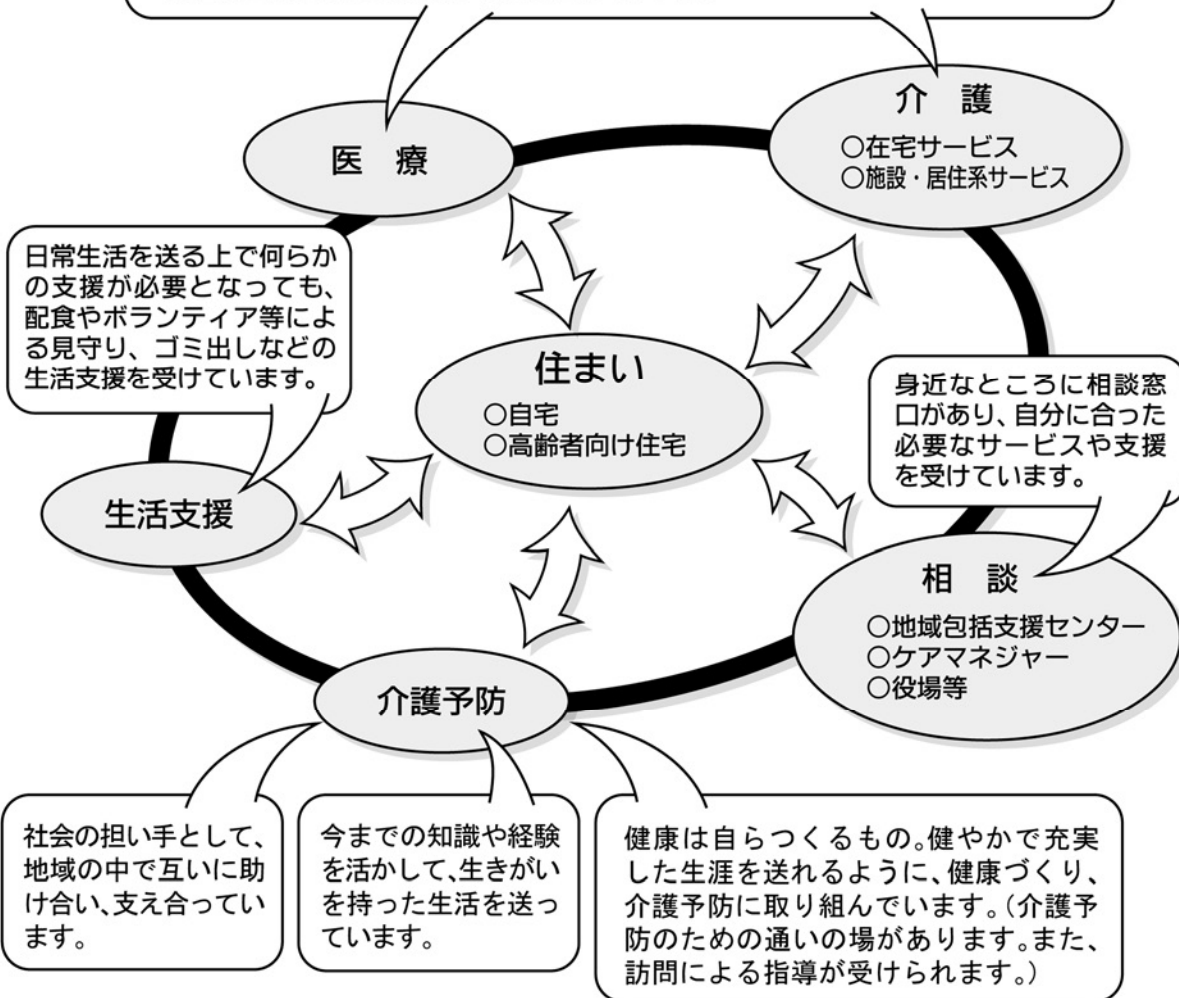 医　療
介　護
○在宅サービス
○施設・居住系サービス
日常生活を送る上で何らか
の支援が必要となっても、
配食やボランティア等によ
る見守り、ゴミ出しなどの
生活支援を受けています。
住まい
○自宅
○高齢者向け住宅
身近なところに相談窓
口があり、自分に合った
必要なサービスや支援
を受けています。
生活支援
相　談
○地域包括支援センター
○ケアマネジャー
○役場等
介護予防
社会の担い手として、
地域の中で互いに助
け合い、支え合ってい
ます。
今までの知識や経験
を活かして、生きがい
を持った生活を送っ
ています。
健康は自らつくるもの。健やかで充実
した生涯を送れるように、健康づくり、
介護予防に取り組んでいます。（介護予
防のための通いの場があります。また、
訪問による指導が受けられます。）